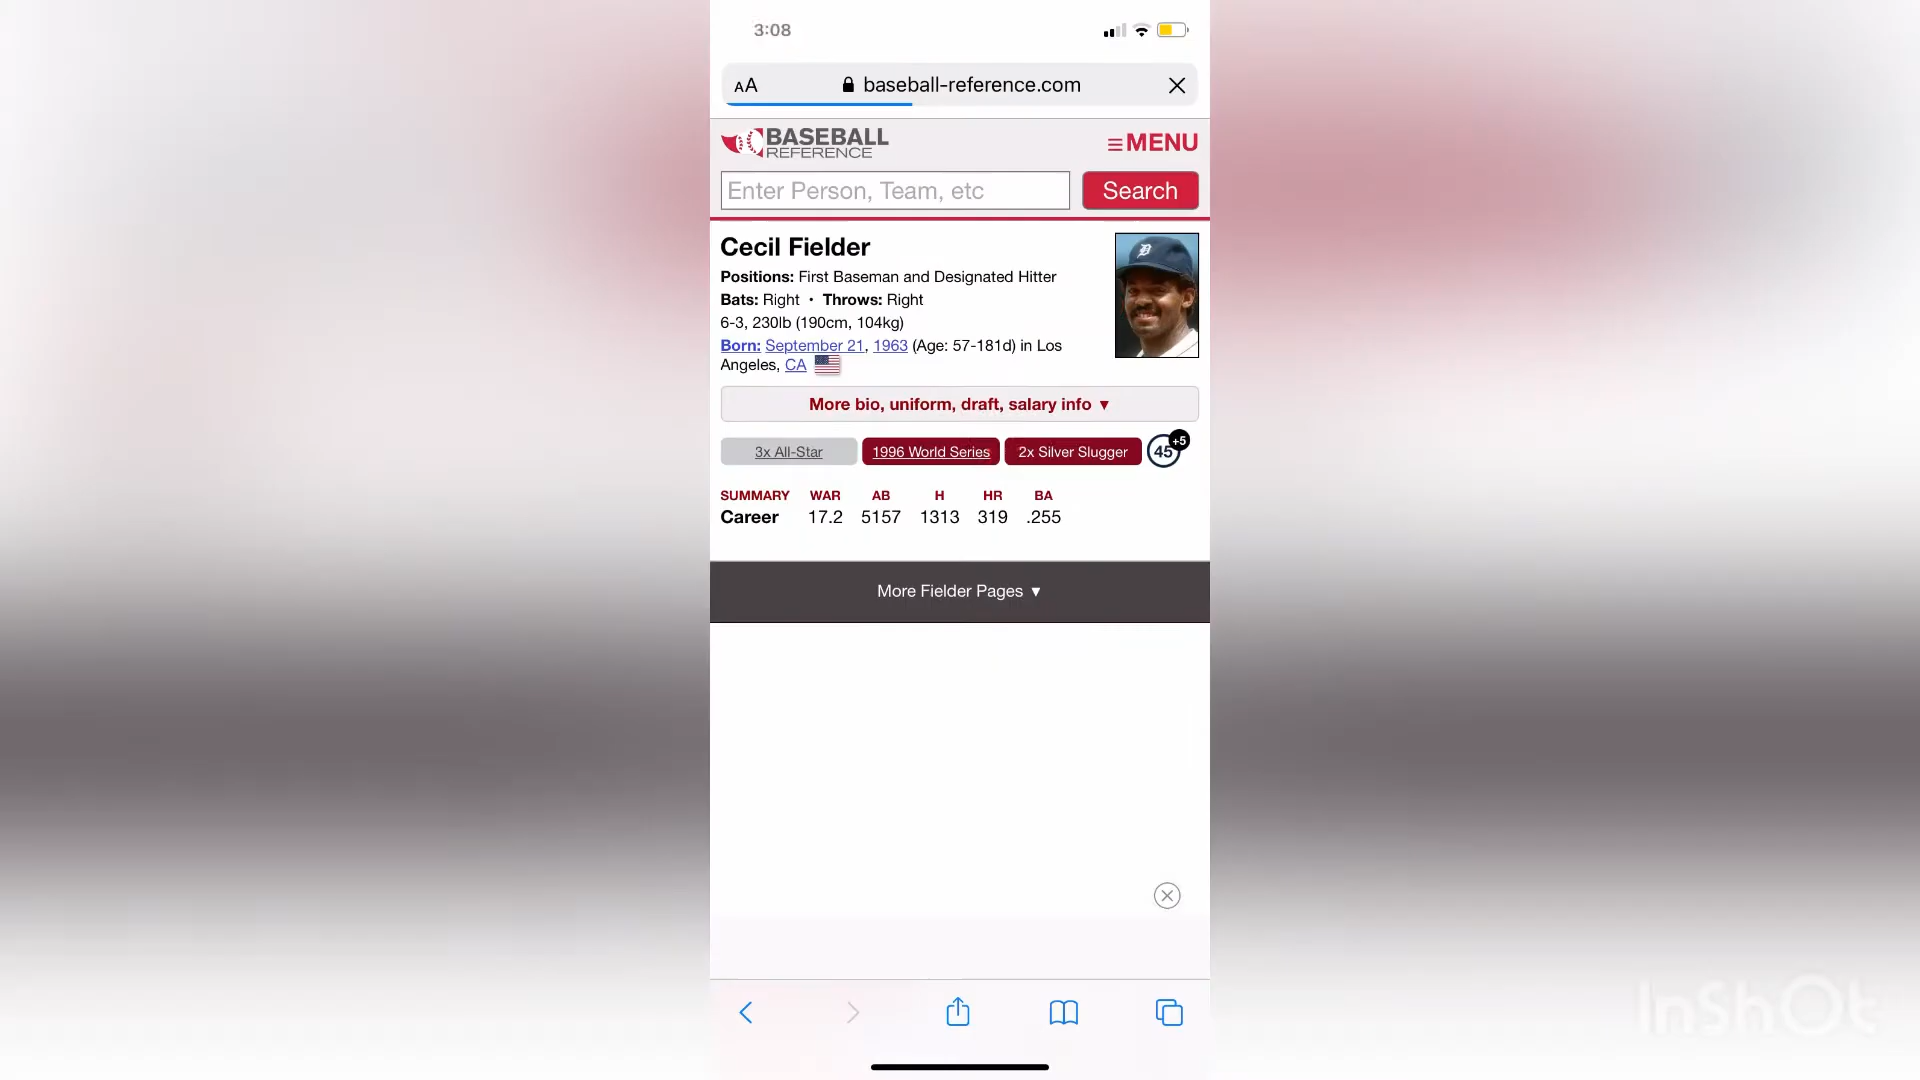 3:08
AA baseball-reference.com
BASEBALL
REFERENCE
MENU
Enter Person, Team, etc
Search
Cecil Fielder
Positions: First Baseman and Designated Hitter
Bats: Right • Throws: Right
6-3, 230lb (190cm, 104kg)
Born: September 21, 1963 (Age: 57-181d) in Los
Angeles, CA
More bio, uniform, draft, salary info ▼
3x All-Star 1996 World Series 2x Silver Slugger 45 +5
SUMMARY WAR AB H HR BA
Career 17.2 5157 1313 319 .255
More Fielder Pages ▼
InShOt